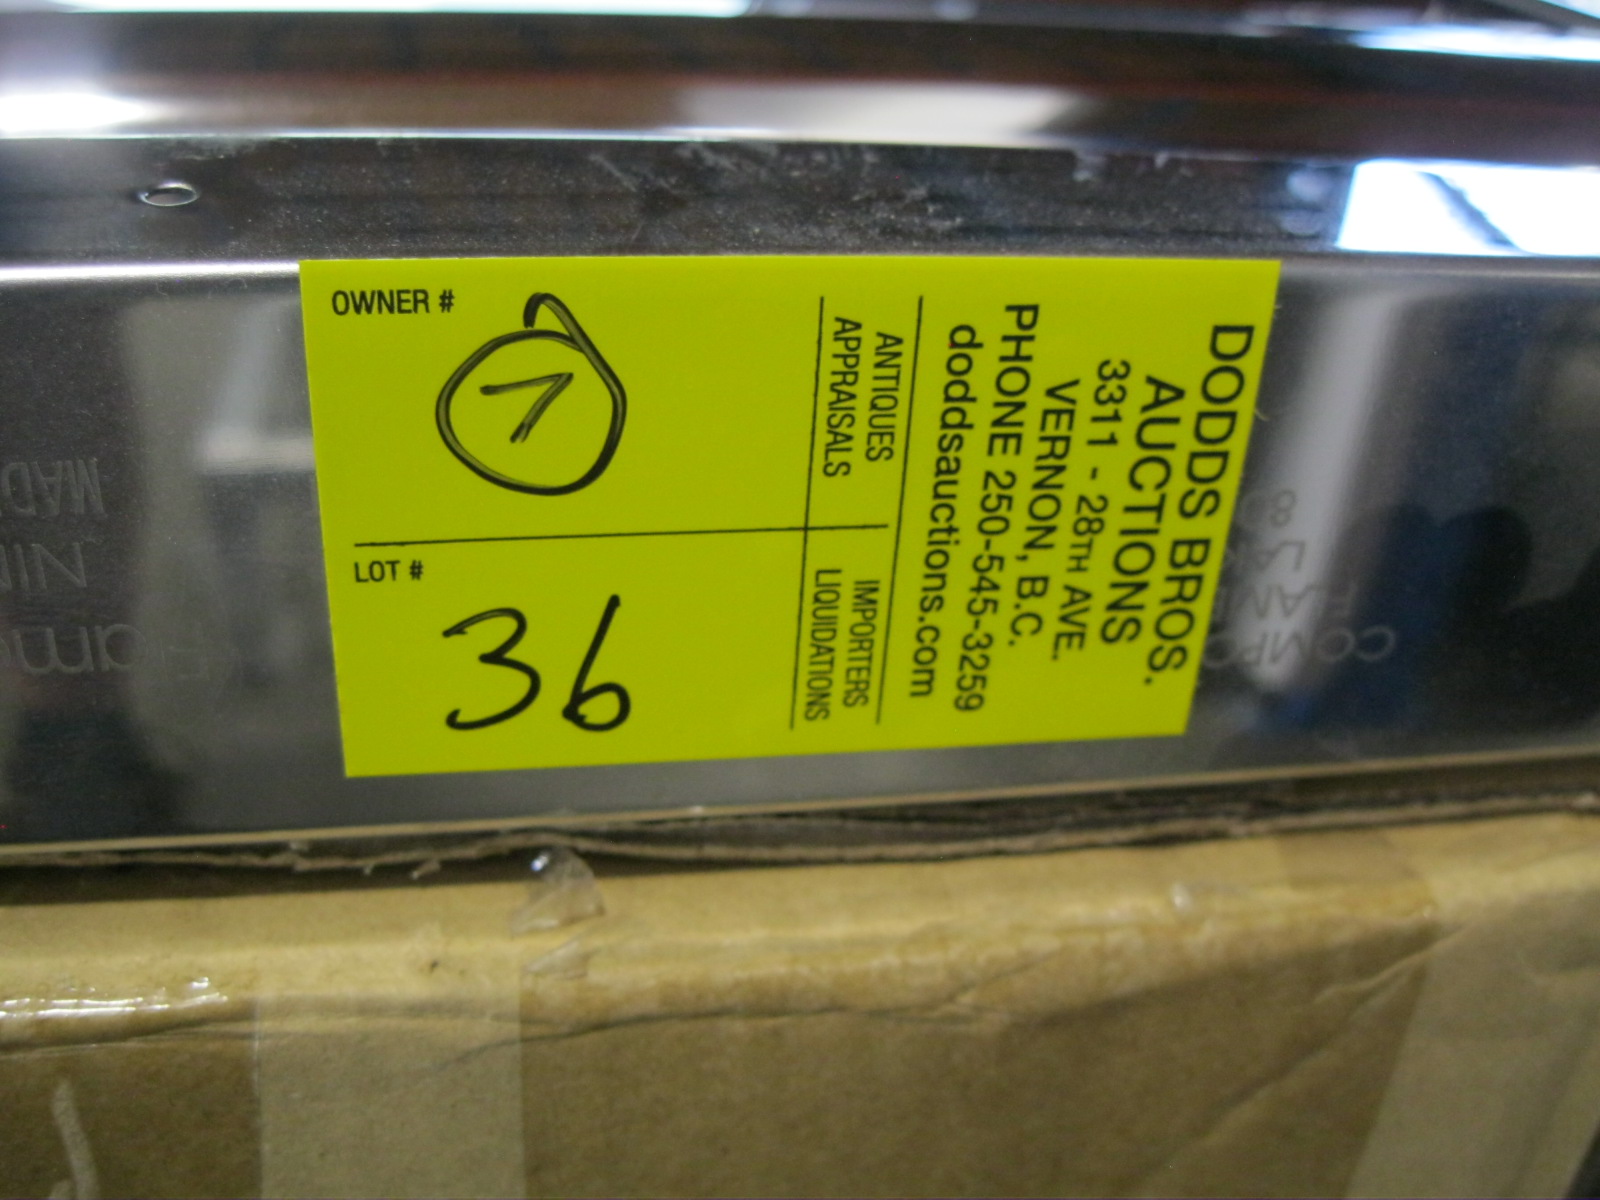 DODDS BROS.
AUCTIONS
3311 - 28TH AVE.
VERNON, B.C.
PHONE 250-545-3259
doddsauctions.com
ANTIQUES
APPRAISALS
IMPORTERS
LIQUIDATIONS
OWNER #
7
LOT #
36